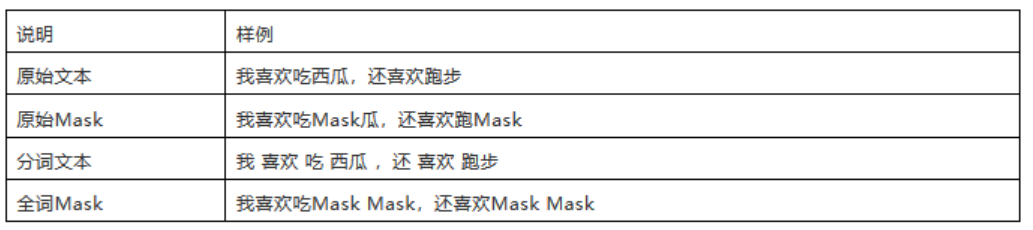 说明 样例
原始文本 我喜欢吃西瓜，还喜欢跑步
原始Mask 我喜欢吃Mask瓜，还喜欢跑Mask
分词文本 我 喜欢 吃 西瓜 ，还 喜欢 跑步
全词Mask 我喜欢吃Mask Mask，还喜欢Mask Mask